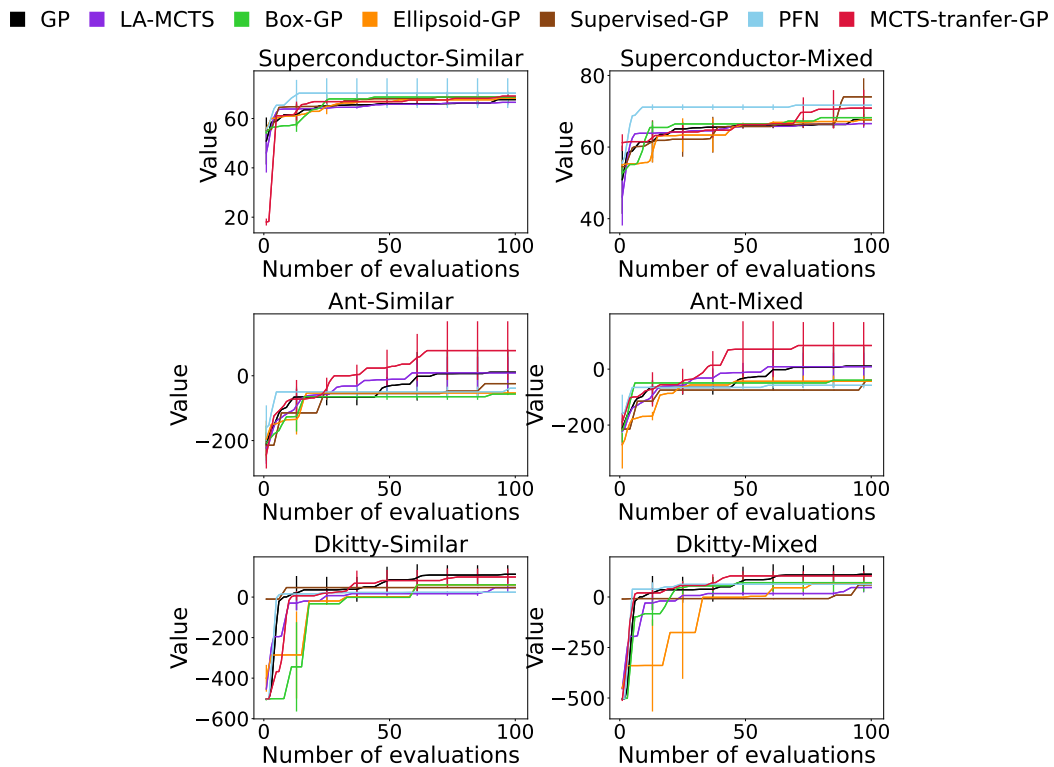 GP LA-MCTS Box-GP Ellipsoid-GP Supervised-GP PFN MCTS-tranfer-GP
Superconductor-Similar
Value
60
40
20
0 50 100
Number of evaluations
Superconductor-Mixed
Value
80
60
40
0 50 100
Number of evaluations
Ant-Similar
Value
0
−200
0 50 100
Number of evaluations
Ant-Mixed
Value
0
−200
0 50 100
Number of evaluations
Dkitty-Similar
Value
0
−200
−400
−600
0 50 100
Number of evaluations
Dkitty-Mixed
Value
0
−250
−500
0 50 100
Number of evaluations